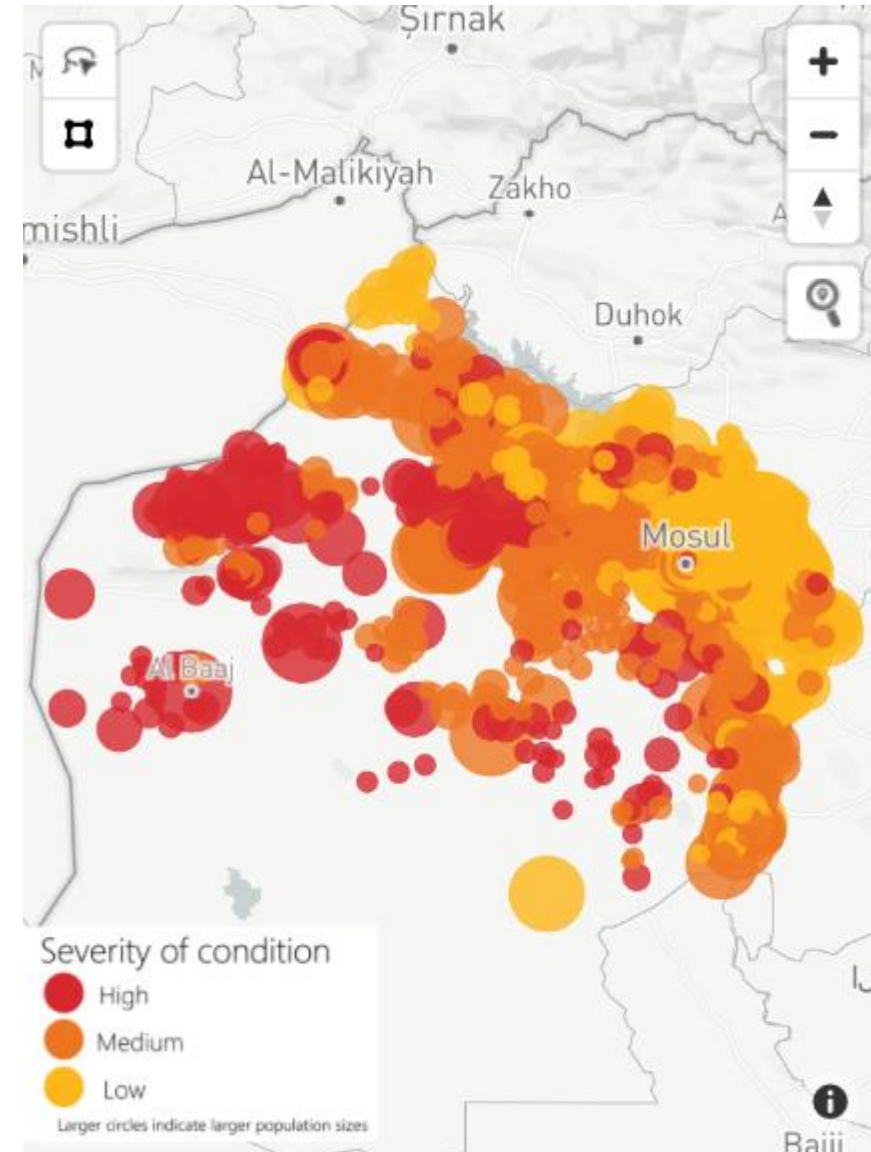 Şırnak
Al-Malikiyah
Zakho
mishli
Duhok
Mosul
Al Baaj
Severity of condition
High
Medium
Low
Larger circles indicate larger population sizes
Baiji